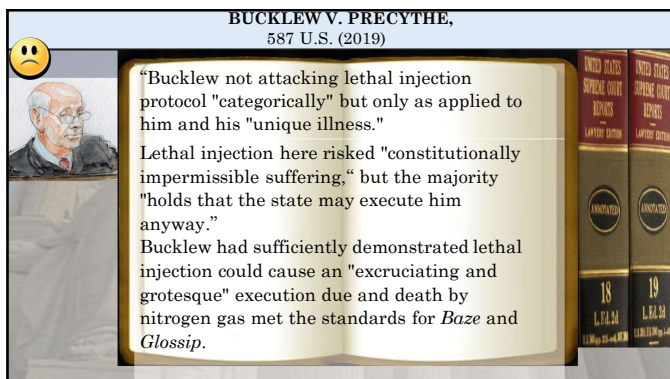 BUCKLEW V. PRECYTHE,
587 U.S. (2019)
“Bucklew not attacking lethal injection
protocol "categorically" but only as applied to
him and his "unique illness."
Lethal injection here risked "constitutionally
impermissible suffering,“ but the majority
"holds that the state may execute him
anyway.”
Bucklew had sufficiently demonstrated lethal
injection could cause an "excruciating and
grotesque" execution due and death by
nitrogen gas met the standards for Baze and
Glossip.
UNITED STATES
SUPREME COURT
REPORTS
LAWYERS' EDITION
ANNOTATED
18
L. Ed. 2d
UNITED STATES
SUPREME COURT
REPORTS
LAWYERS' EDITION
ANNOTATED
19
L. Ed. 2d